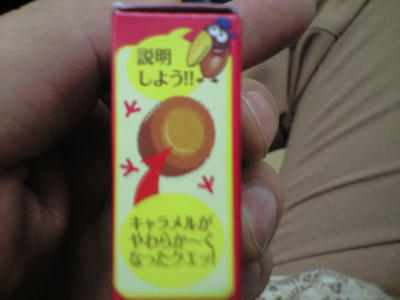 説明
しよう!!
キャラメルが
やわらか～く
なったクエッ!